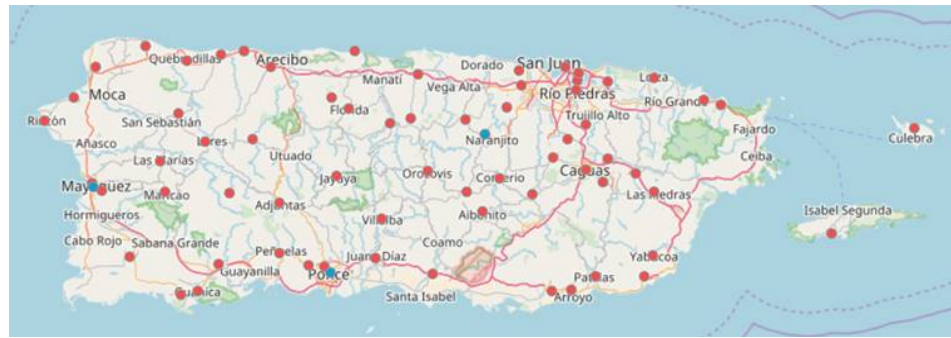 Quebradillas
Arecibo
Dorado
San Juan
Manatí
Vega Alta
Loíza
Moca
Florida
Río Piedras
Río Grande
Rincón
San Sebastián
Trujillo Alto
Fajardo
Culebra
Añasco
Lares
Naranjito
Ceiba
Las Marías
Utuado
Orocovis
Comerío
Caguas
Mayagüez
Maricao
Jayuya
Las Piedras
Adjuntas
Aibonito
Isabel Segunda
Hormigueros
Villalba
Cabo Rojo
Sabana Grande
Coamo
Peñuelas
Juana Díaz
Yabucoa
Guayanilla
Ponce
Patillas
Guánica
Santa Isabel
Arroyo